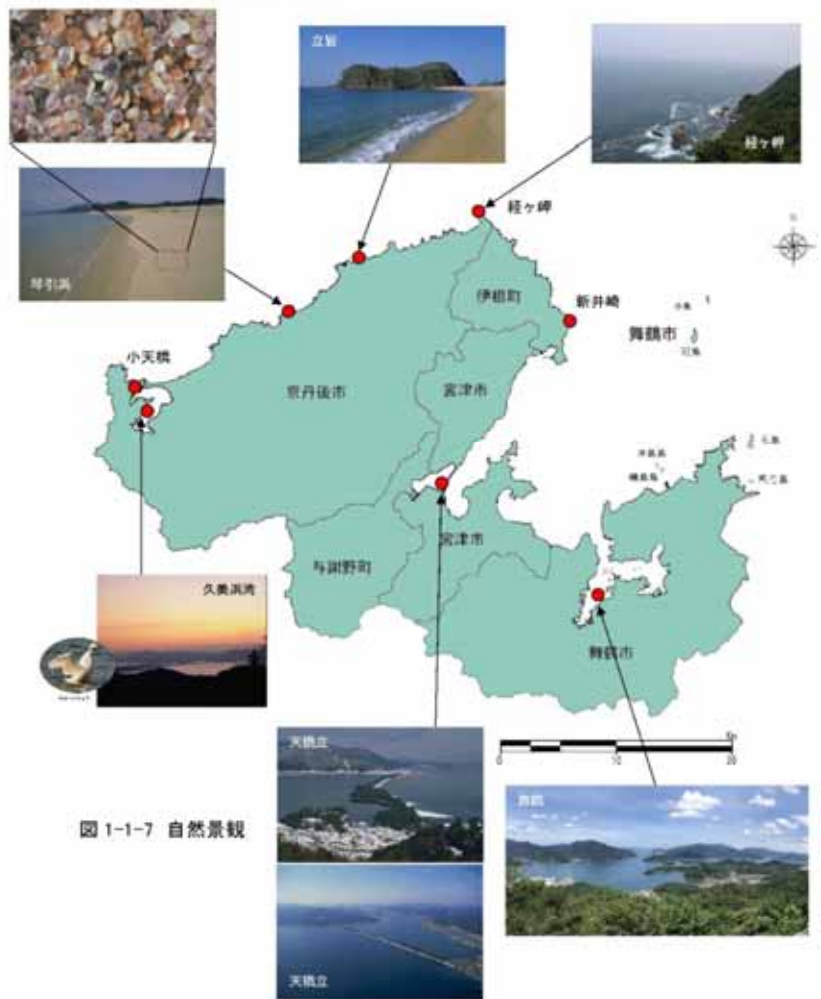 立岩
経ヶ岬
琴引浜
経ヶ岬
伊根町
新井崎
舞鶴市
小天橋
京丹後市
宮津市
宮津市
与謝野町
舞鶴市
久美浜湾
天橋立
0 10 20
天橋立
図 1-1-7 自然景観